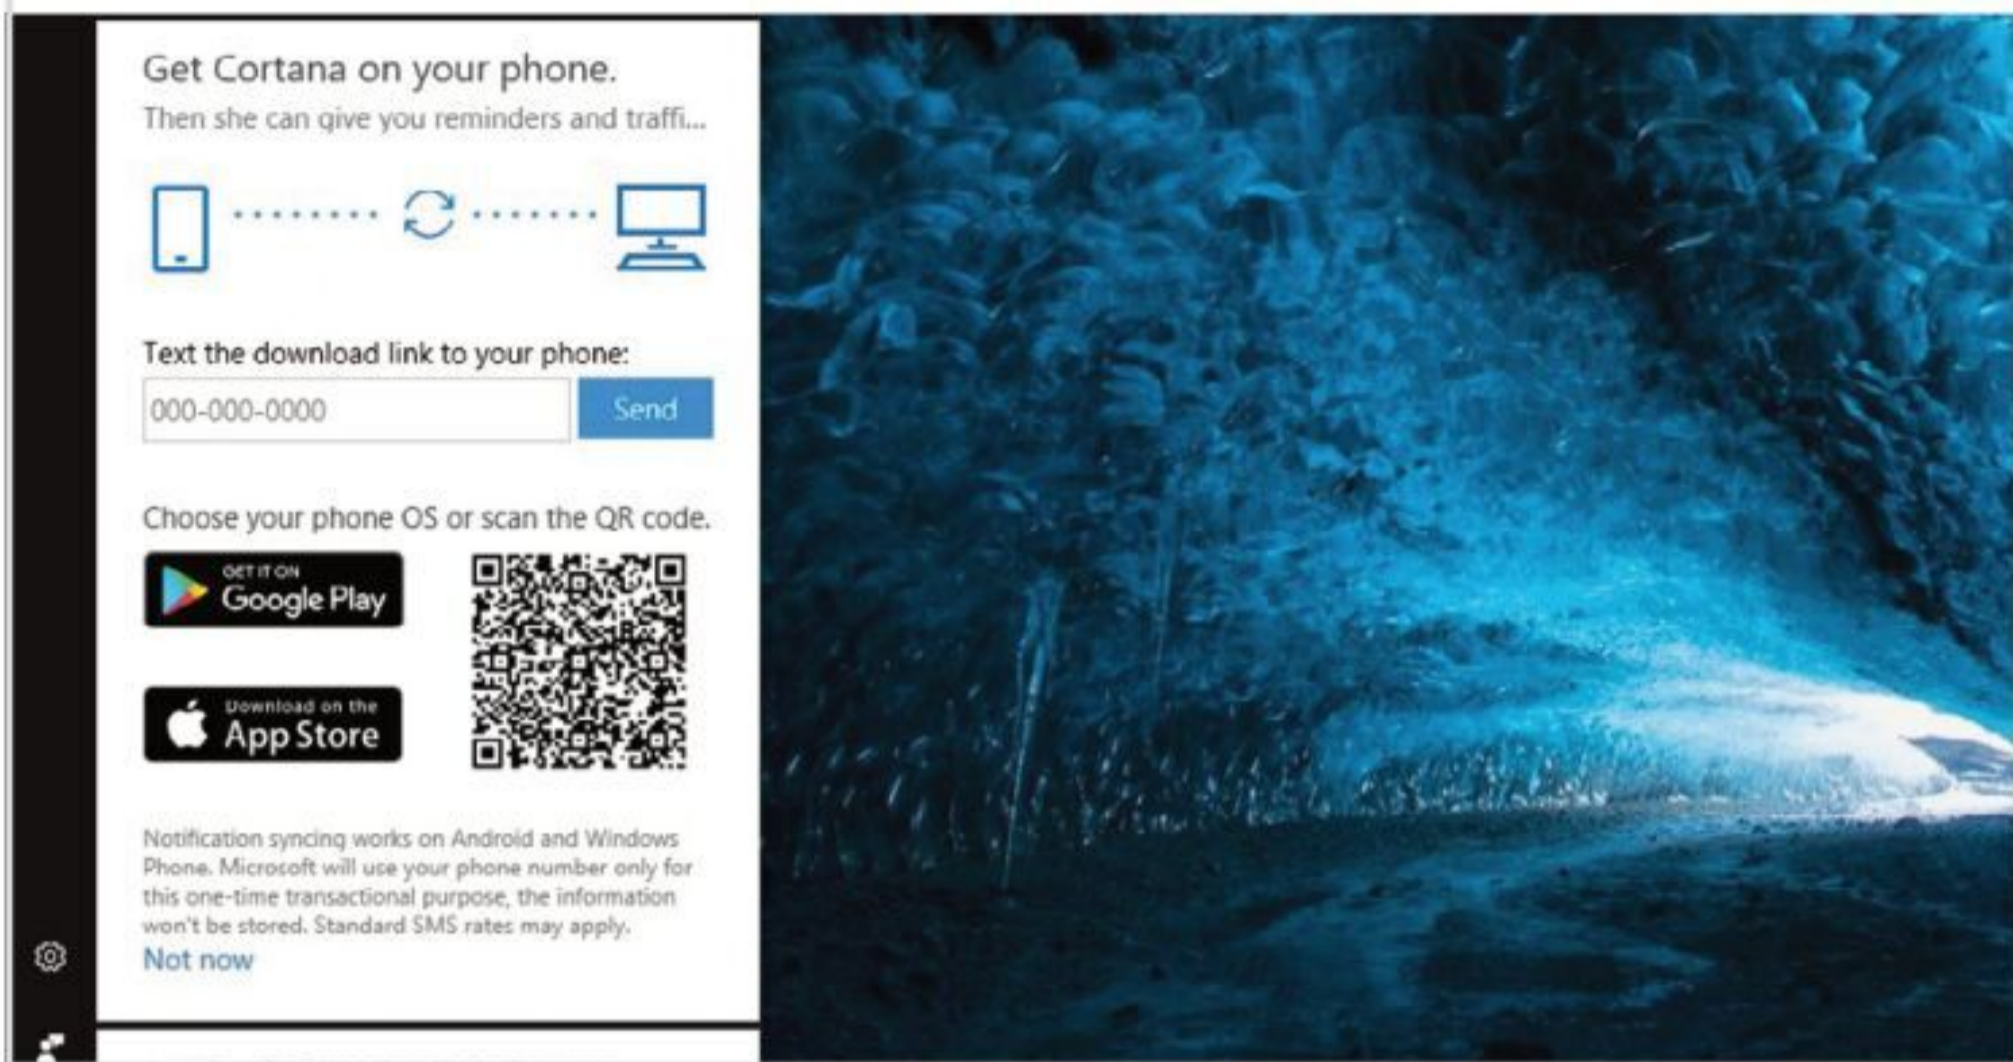 Get Cortana on your phone.
Then she can give you reminders and traffi...
Text the download link to your phone:
000-000-0000
Send
Choose your phone OS or scan the QR code.
GET IT ON
Google Play
Download on the
App Store
Notification syncing works on Android and Windows
Phone. Microsoft will use your phone number only for
this one-time transactional purpose, the information
won't be stored. Standard SMS rates may apply.
Not now